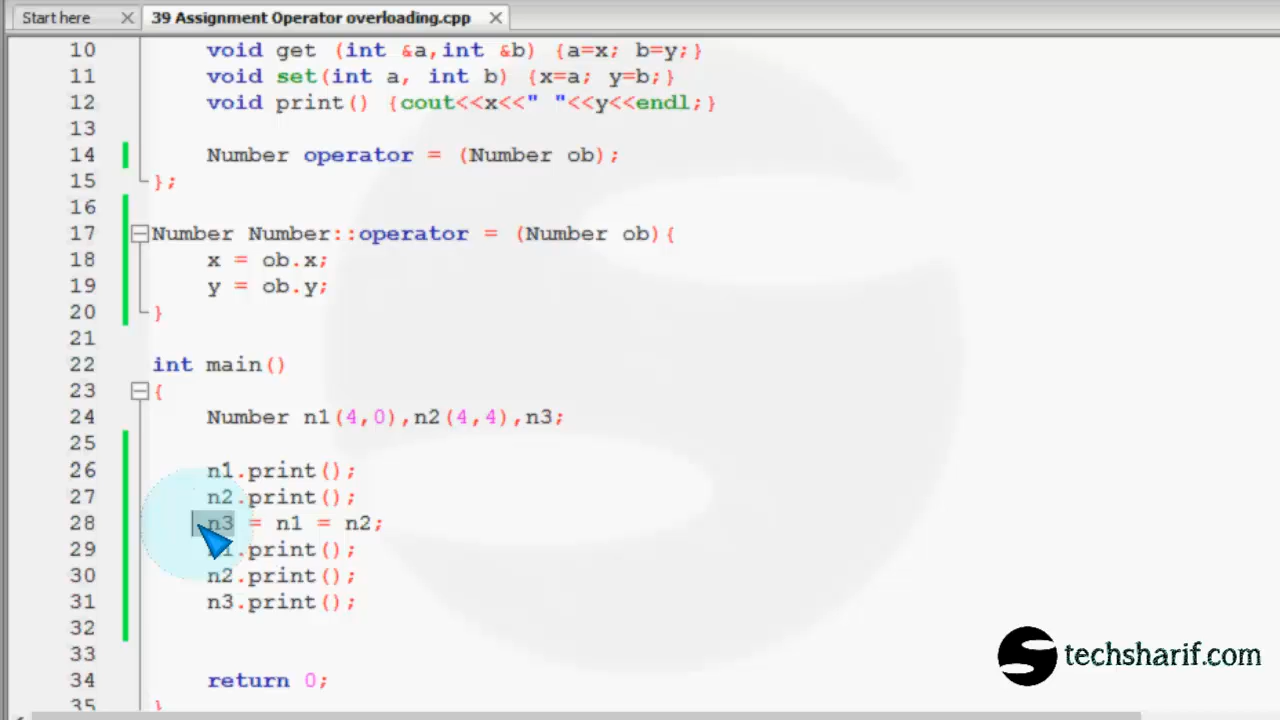 Start here
39 Assignment Operator overloading.cpp
10 void get (int &a,int &b) {a=x; b=y;}
11 void set(int a, int b) {x=a; y=b;}
12 void print() {cout<<x<<" "<<y<<endl;}
13
14 Number operator = (Number ob);
15 };
16
17 Number Number::operator = (Number ob){
18 x = ob.x;
19 y = ob.y;
20 }
21
22 int main()
23 {
24 Number n1(4,0),n2(4,4),n3;
25
26 n1.print();
27 n2.print();
28 n3 = n1 = n2;
29 n1.print();
30 n2.print();
31 n3.print();
32
33
34 return 0;
35 }
techsharif.com